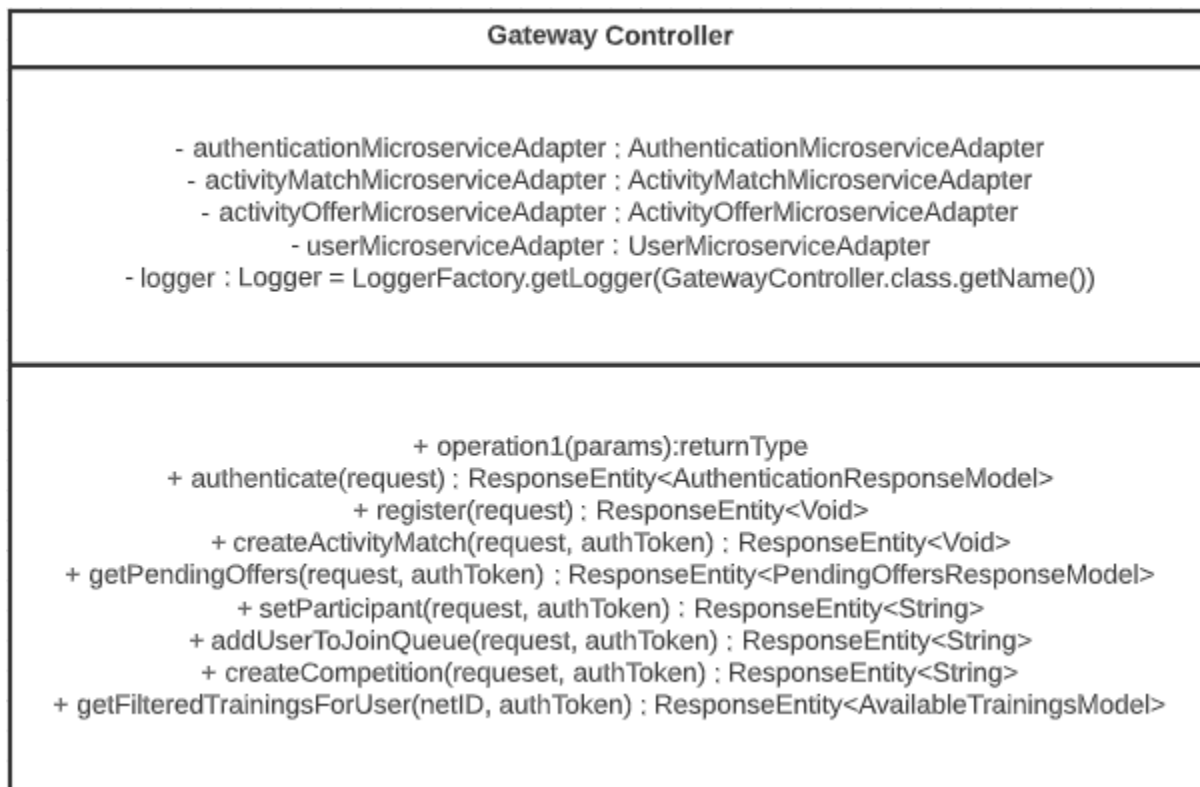 Gateway Controller
- authenticationMicroserviceAdapter : AuthenticationMicroserviceAdapter
- activityMatchMicroserviceAdapter : ActivityMatchMicroserviceAdapter
- activityOfferMicroserviceAdapter : ActivityOfferMicroserviceAdapter
- userMicroserviceAdapter : UserMicroserviceAdapter
- logger : Logger = LoggerFactory.getLogger(GatewayController.class.getName())
+ operation1(params):returnType
+ authenticate(request) : ResponseEntity<AuthenticationResponseModel>
+ register(request) : ResponseEntity<Void>
+ createActivityMatch(request, authToken) : ResponseEntity<Void>
+ getPendingOffers(request, authToken) : ResponseEntity<PendingOffersResponseModel>
+ setParticipant(request, authToken) : ResponseEntity<String>
+ addUserToJoinQueue(request, authToken) : ResponseEntity<String>
+ createCompetition(requeset, authToken) : ResponseEntity<String>
+ getFilteredTrainingsForUser(netID, authToken) : ResponseEntity<AvailableTrainingsModel>